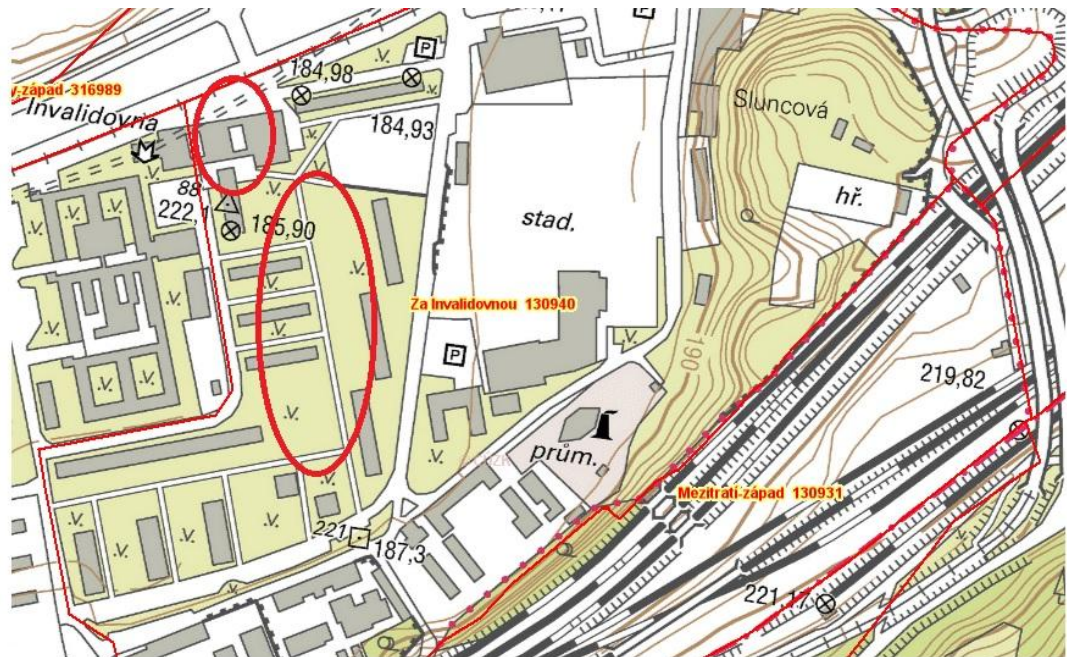 P
184,98
y-západ 316989
Invalidovna
184,93
Sluncová
88
222,1
185,90
hř.
stad.
Za Invalidovnou 130940
P
190
219,82
prům.
Mezitratí-západ 130931
221
187,3
221,17